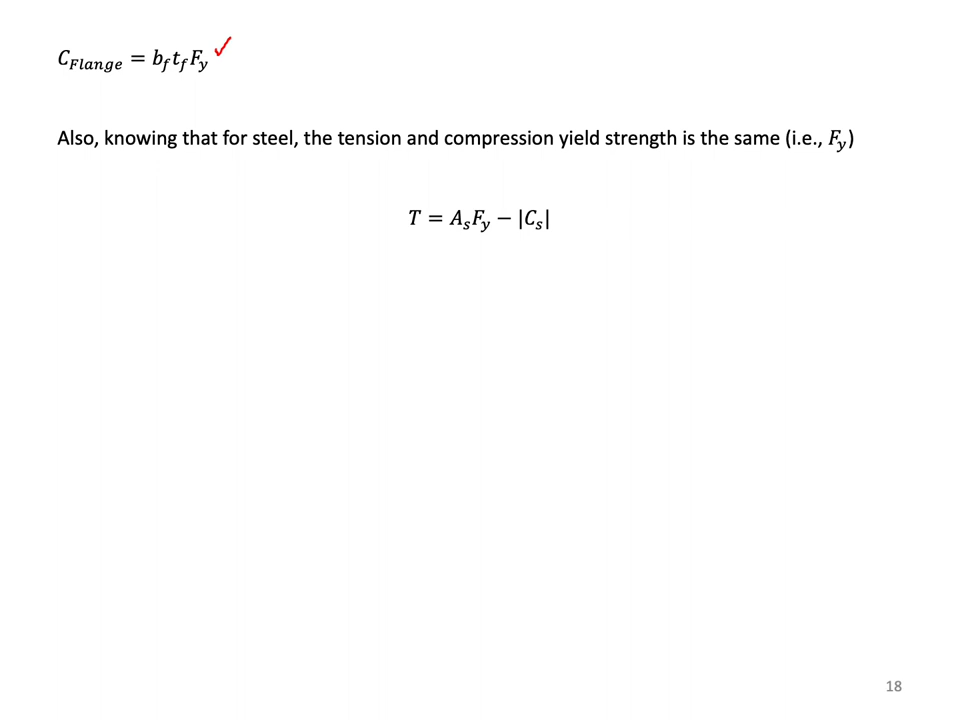 C_Flange = b_f t_f F_y ✓
Also, knowing that for steel, the tension and compression yield strength is the same (i.e., F_y)
T = A_s F_y − |C_s|
18